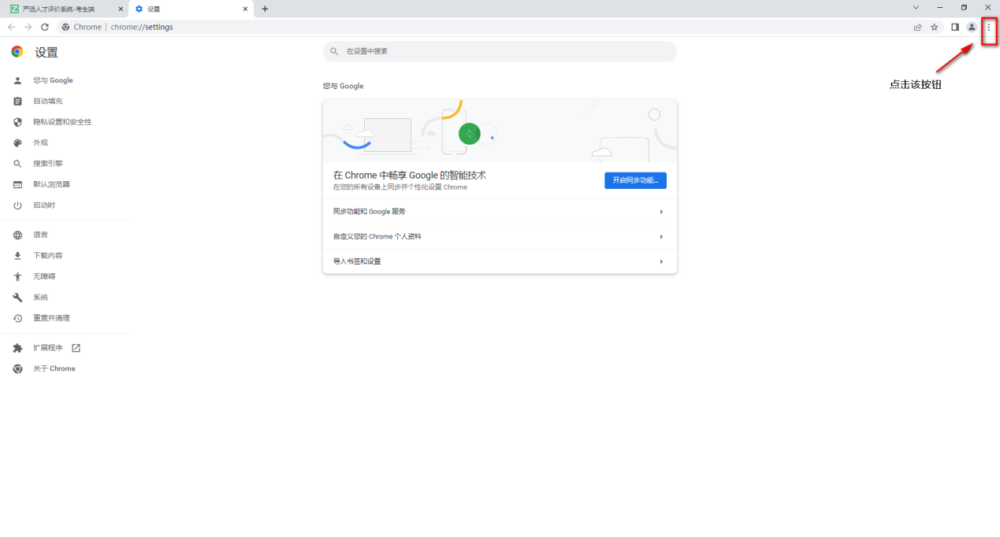 严选人才评价系统-考生端
设置
Chrome
chrome://settings
设置
在设置中搜索
点击该按钮
您与 Google
自动填充
隐私设置和安全性
外观
搜索引擎
默认浏览器
启动时
语言
下载内容
无障碍
系统
重置并清理
扩展程序
关于 Chrome
您与 Google
在 Chrome 中畅享 Google 的智能技术
在您的所有设备上同步并个性化设置 Chrome
开启同步功能...
同步功能和 Google 服务
自定义您的 Chrome 个人资料
导入书签和设置